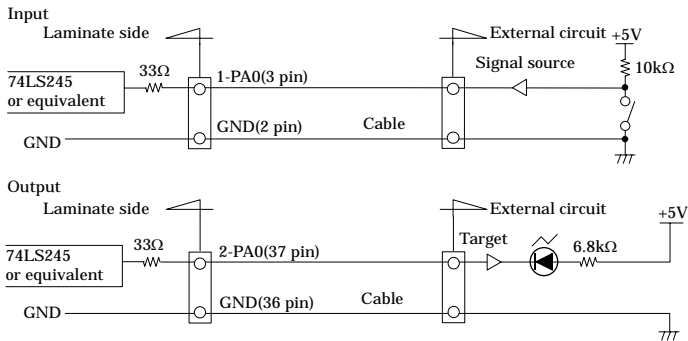 Input
Laminate side
External circuit
+5V
Signal source
10kΩ
74LS245
or equivalent
33Ω
1-PA0(3 pin)
GND(2 pin)
Cable
GND
Output
Laminate side
External circuit
+5V
Target
6.8kΩ
74LS245
or equivalent
33Ω
2-PA0(37 pin)
GND(36 pin)
Cable
GND